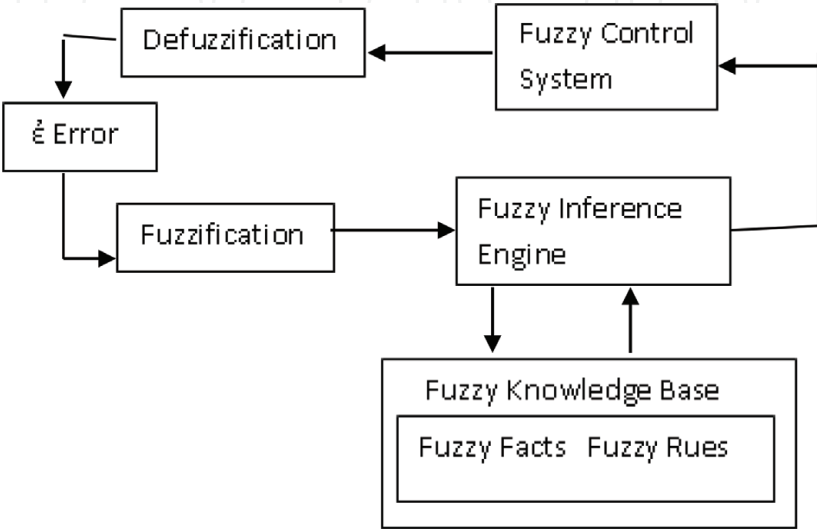 Defuzzification
Fuzzy Control
System
ἐ Error
Fuzzification
Fuzzy Inference
Engine
Fuzzy Knowledge Base
Fuzzy Facts Fuzzy Rues